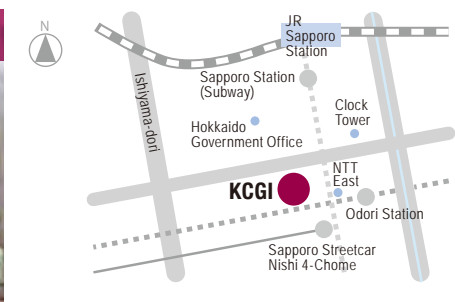 N
JR
Sapporo
Station
Sapporo Station
(Subway)
Ishiyama-dori
Clock
Tower
Hokkaido
Government Office
NTT
East
KCGI
Odori Station
Sapporo Streetcar
Nishi 4-Chome